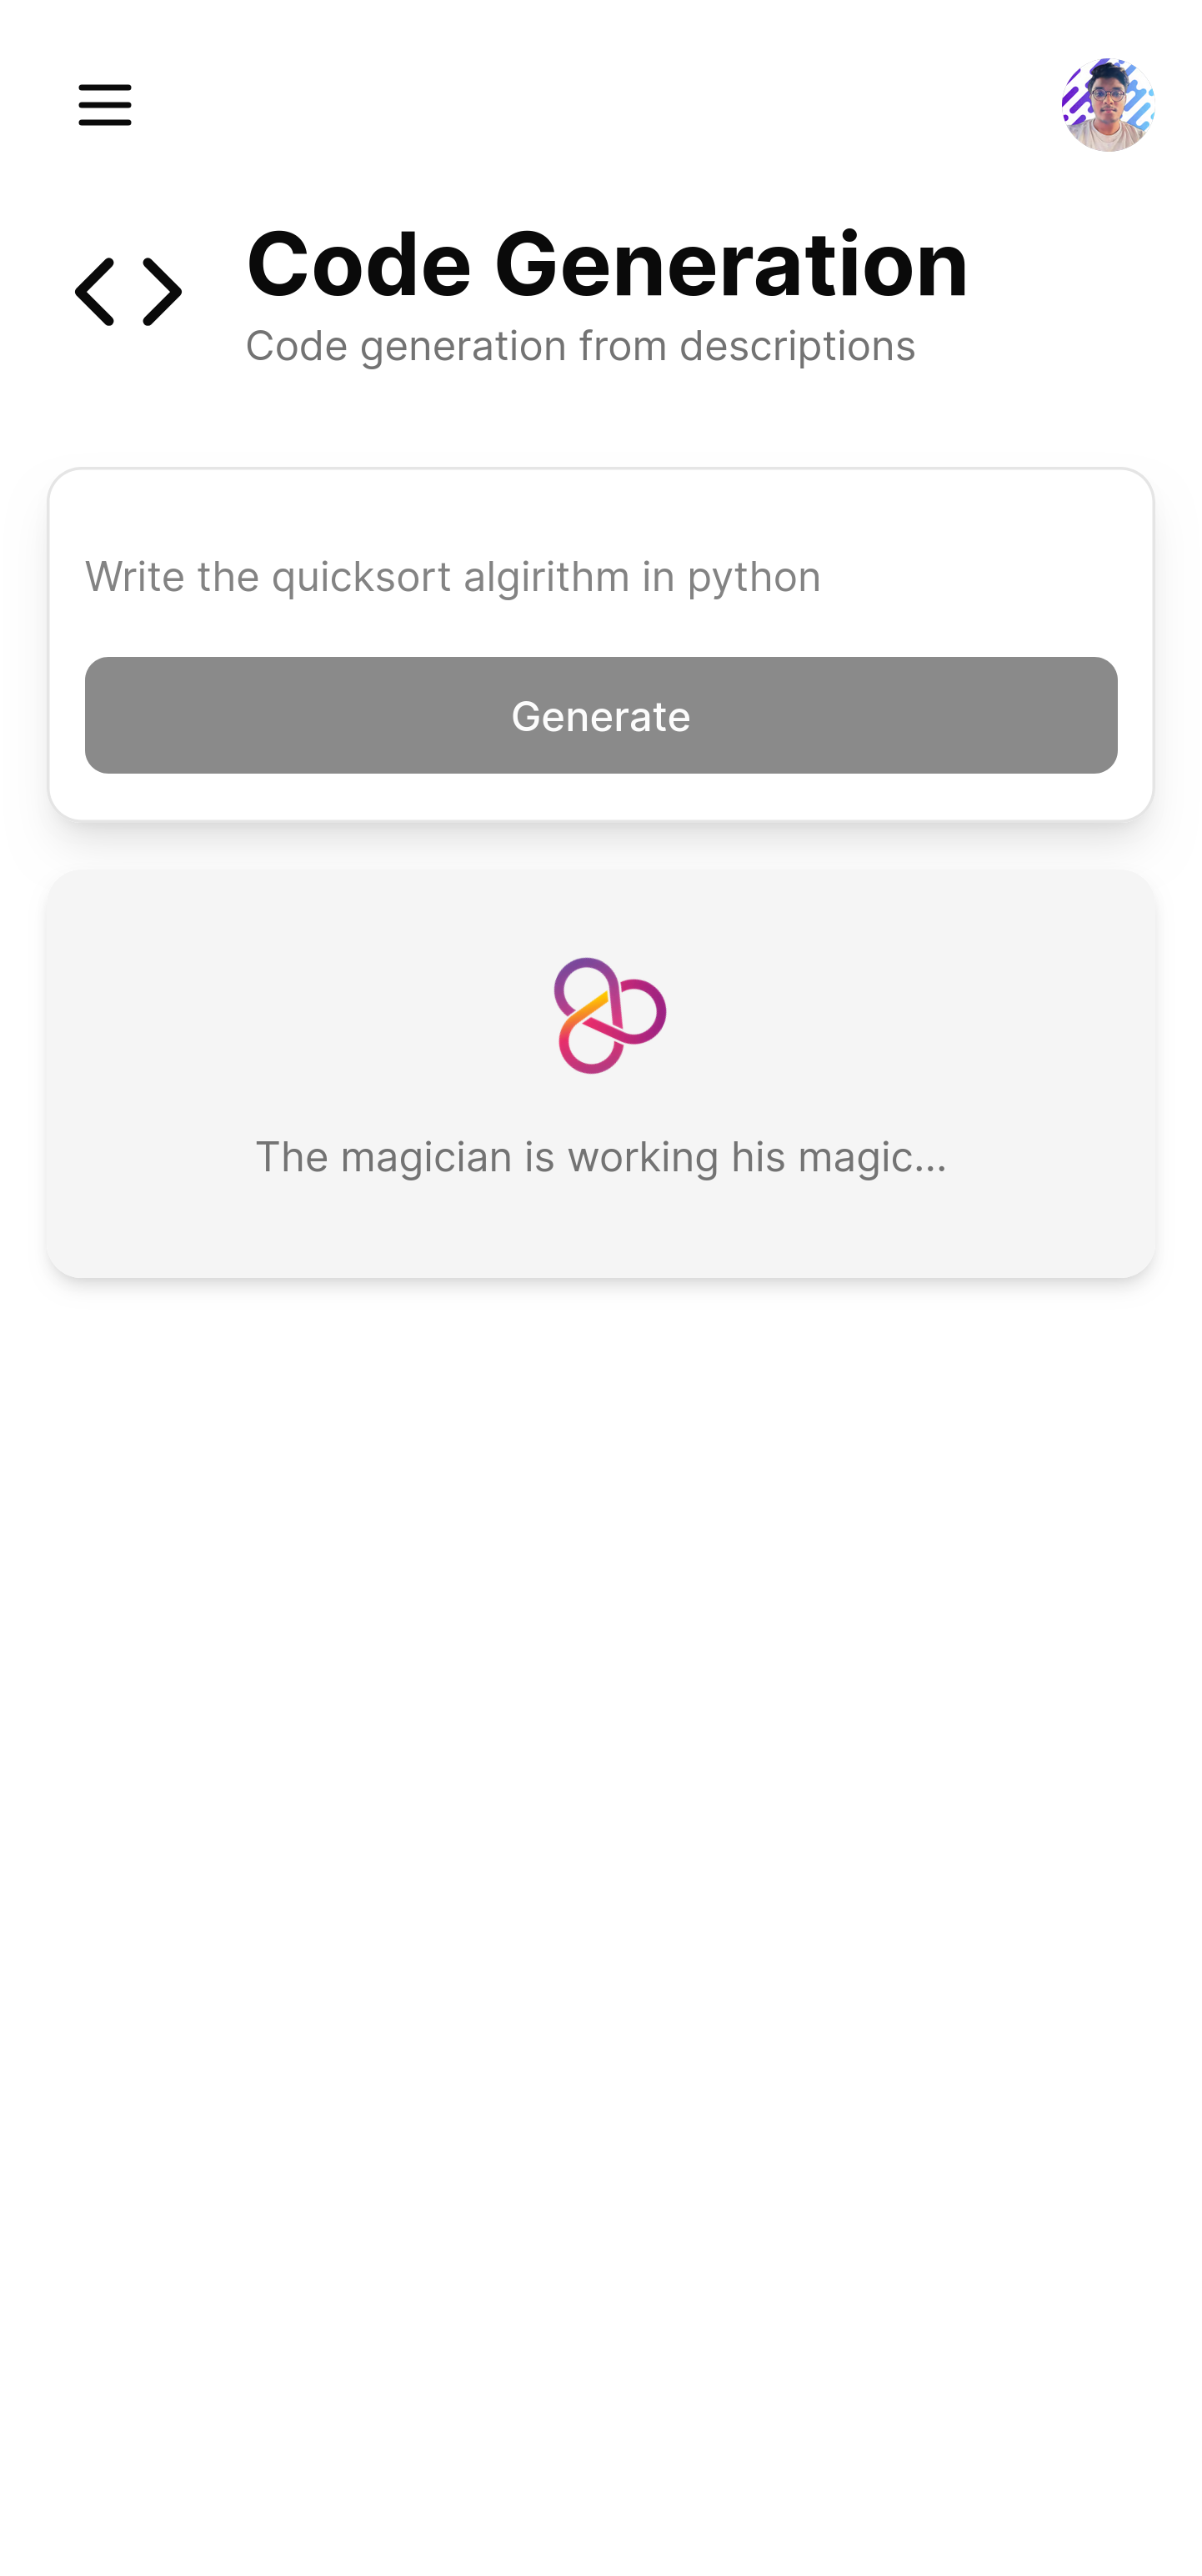 Code Generation
Code generation from descriptions
Write the quicksort algirithm in python
Generate
The magician is working his magic...